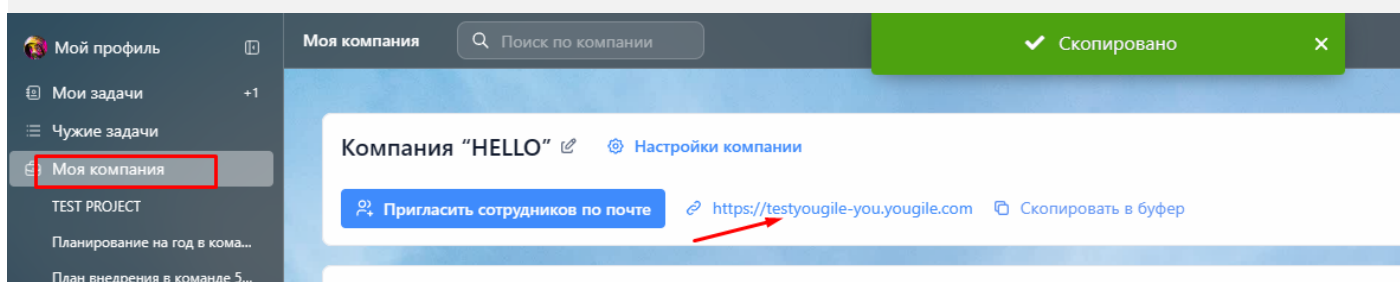 Мой профиль
Мои задачи +1
Чужие задачи
Моя компания
TEST PROJECT
Планирование на год в кома...
План внедрения в команде 5...
Моя компания
Поиск по компании
Скопировано
Компания “HELLO”
Настройки компании
Пригласить сотрудников по почте
https://testyougile-you.yougile.com
Скопировать в буфер